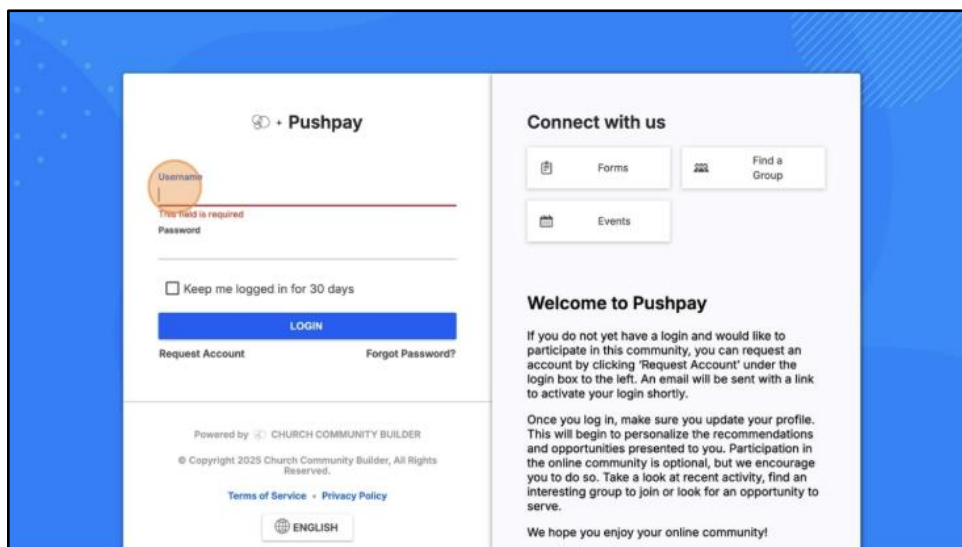 + Pushpay
Username
This field is required
Password
Keep me logged in for 30 days
LOGIN
Request Account
Forgot Password?
Powered by CHURCH COMMUNITY BUILDER
© Copyright 2025 Church Community Builder, All Rights
Reserved.
Terms of Service • Privacy Policy
ENGLISH
Connect with us
Forms
Find a
Group
Events
Welcome to Pushpay
If you do not yet have a login and would like to
participate in this community, you can request an
account by clicking 'Request Account' under the
login box to the left. An email will be sent with a link
to activate your login shortly.
Once you log in, make sure you update your profile.
This will begin to personalize the recommendations
and opportunities presented to you. Participation in
the online community is optional, but we encourage
you to do so. Take a look at recent activity, find an
interesting group to join or look for an opportunity to
serve.
We hope you enjoy your online community!